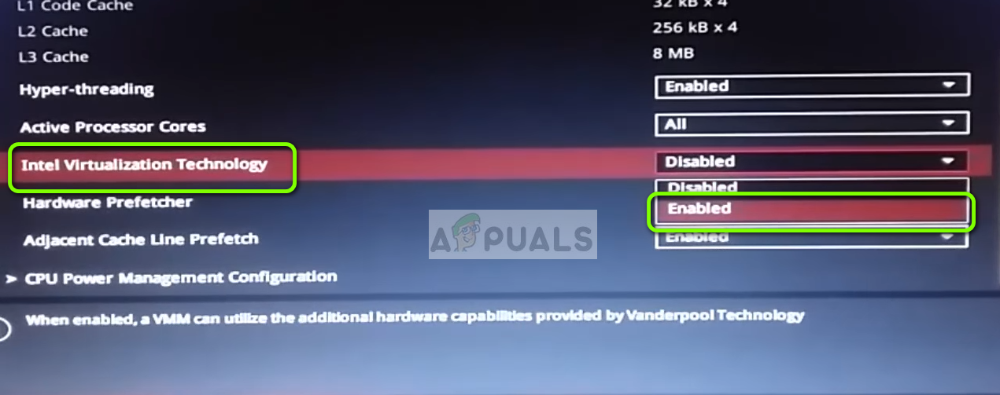 L1 Code Cache 32 kB x 4
L2 Cache 256 kB x 4
L3 Cache 8 MB
Hyper-threading Enabled
Active Processor Cores All
Intel Virtualization Technology Disabled
Disabled
Hardware Prefetcher Enabled
Adjacent Cache Line Prefetch Enabled
> CPU Power Management Configuration
When enabled, a VMM can utilize the additional hardware capabilities provided by Vanderpool Technology
APPUALS